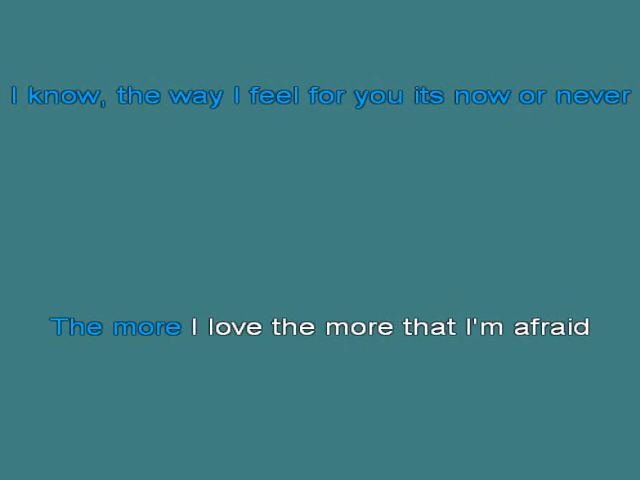 I know, the way I feel for you its now or never
The more I love the more that I'm afraid